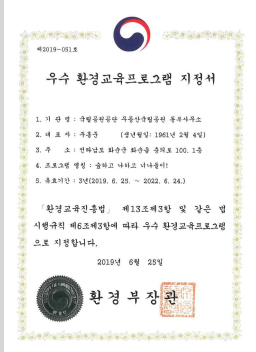 제2019-051호
우수 환경교육프로그램 지정서
1. 기 관 명 : 국립공원공단 무등산국립공원 동부사무소
2. 대 표 자 : 주홍준 (생년월일: 1961년 2월 4일)
3. 주 소 : 전라남도 화순군 화순읍 충의로 100, 1층
4. 프로그램 명칭 : 숲하고 나하고 너나들이!
5. 유효기간 : 3년(2019. 6. 25. ~ 2022. 6. 24.)
「환경교육진흥법」 제13조제3항 및 같은 법
시행규칙 제6조제3항에 따라 우수 환경교육프로그램
으로 지정합니다.
2019년 6월 25일
환경부장관